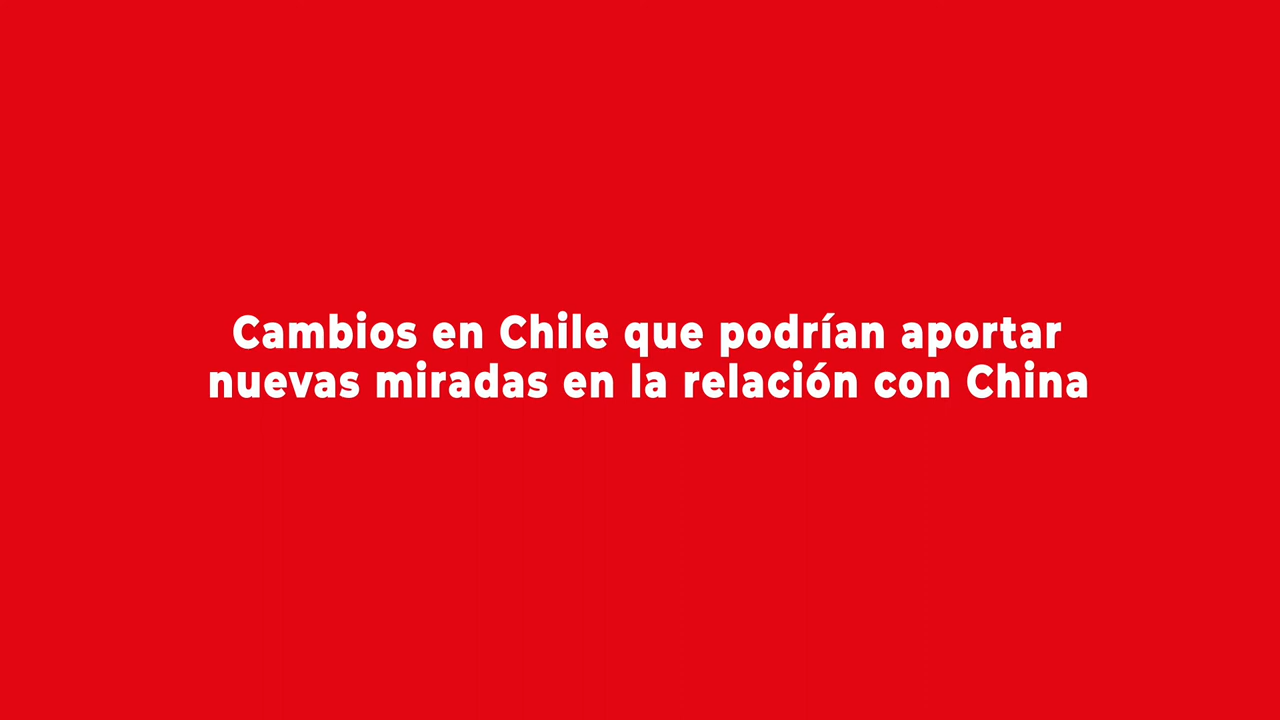 Cambios en Chile que podrían aportar
nuevas miradas en la relación con China